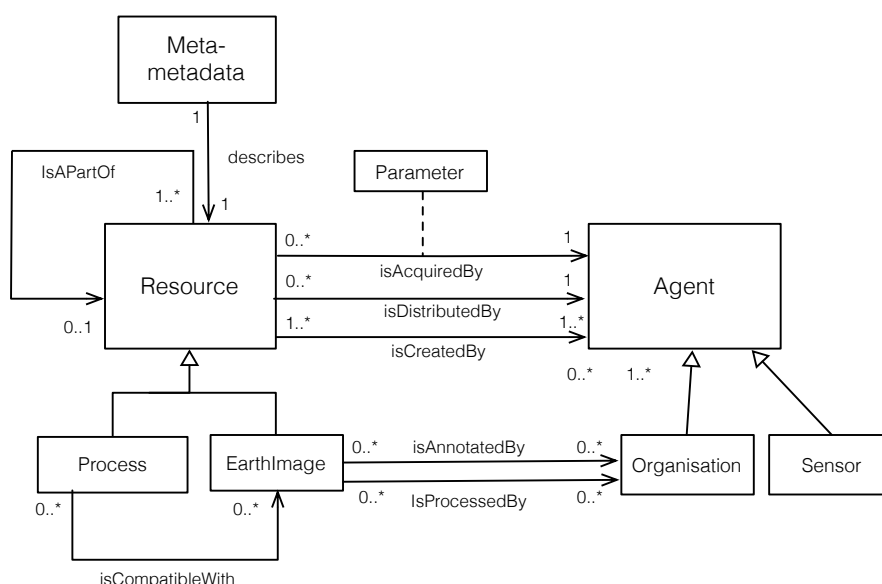 Meta-
metadata
1
describes
IsAPartOf
Parameter
1..*
1
0..*
1
isAcquiredBy
Resource
Agent
0..*
1
isDistributedBy
0..1
1..*
1..*
isCreatedBy
0..*
1..*
0..*
isAnnotatedBy
0..*
Process
EarthImage
Organisation
Sensor
0..*
0..*
0..*
IsProcessedBy
0..*
isCompatibleWith